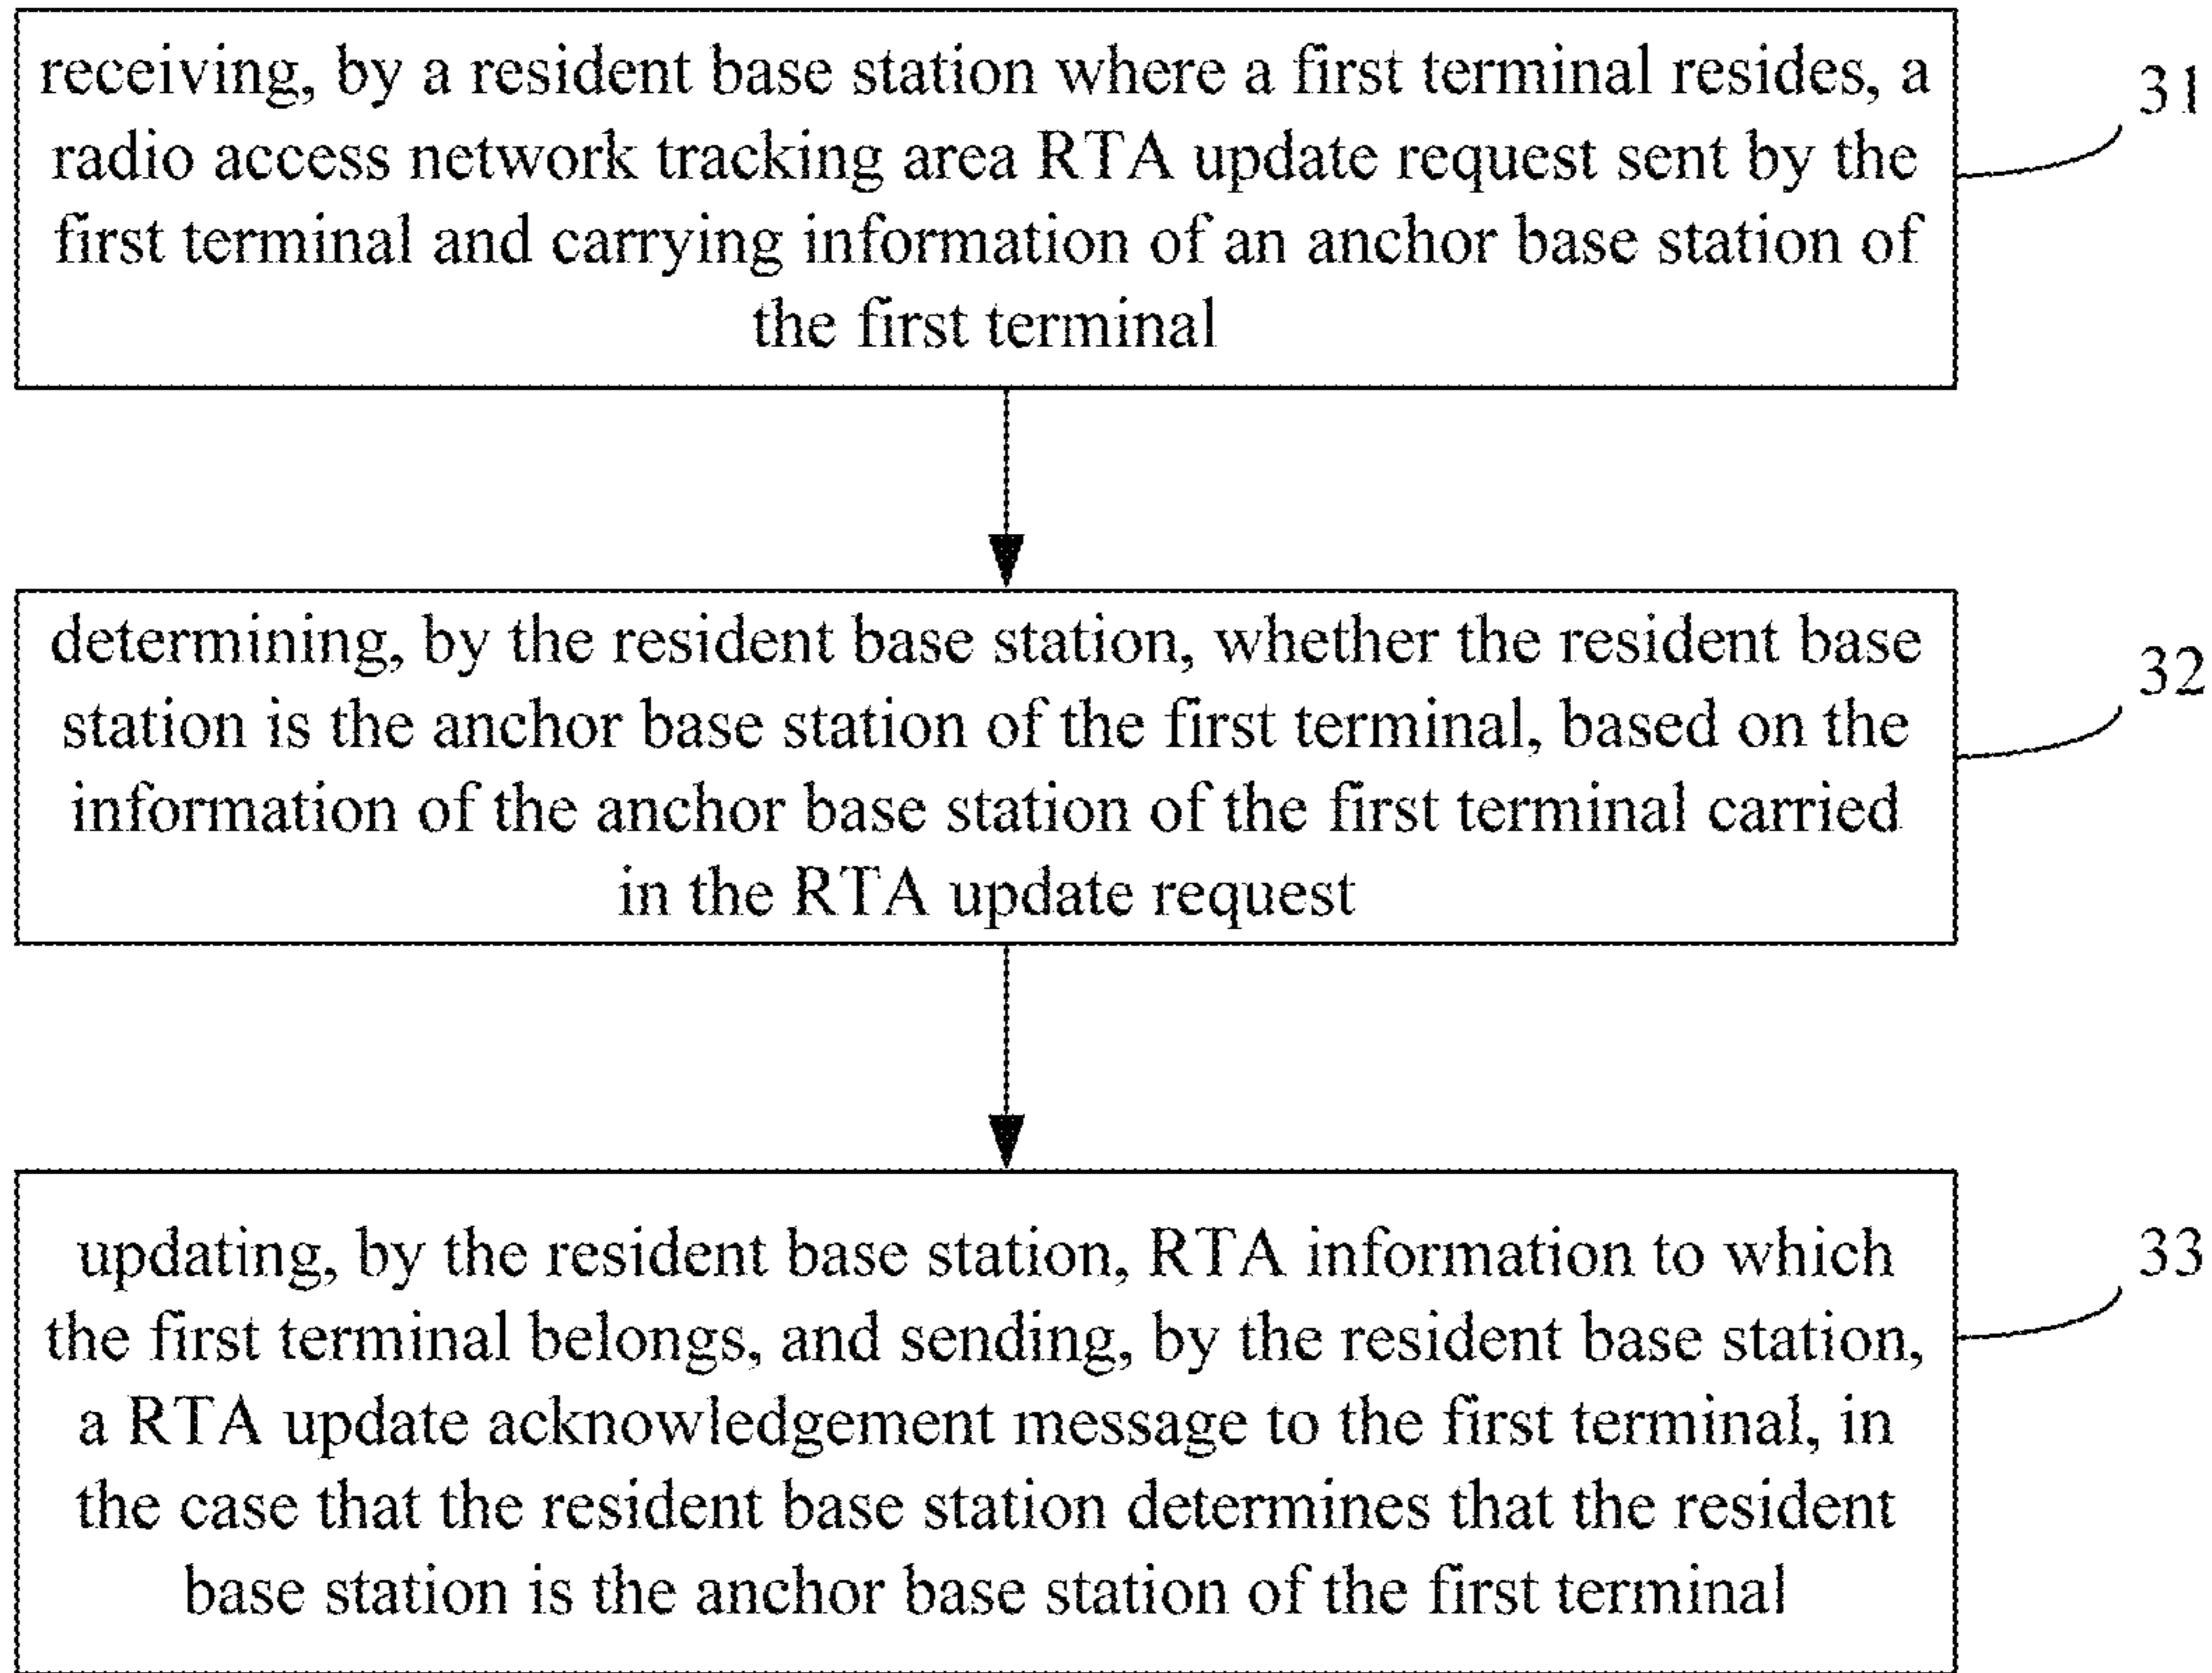 receiving, by a resident base station where a first terminal resides, a
radio access network tracking area RTA update request sent by the
first terminal and carrying information of an anchor base station of
the first terminal
31
determining, by the resident base station, whether the resident base
station is the anchor base station of the first terminal, based on the
information of the anchor base station of the first terminal carried
in the RTA update request
32
updating, by the resident base station, RTA information to which
the first terminal belongs, and sending, by the resident base station,
a RTA update acknowledgement message to the first terminal, in
the case that the resident base station determines that the resident
base station is the anchor base station of the first terminal
33